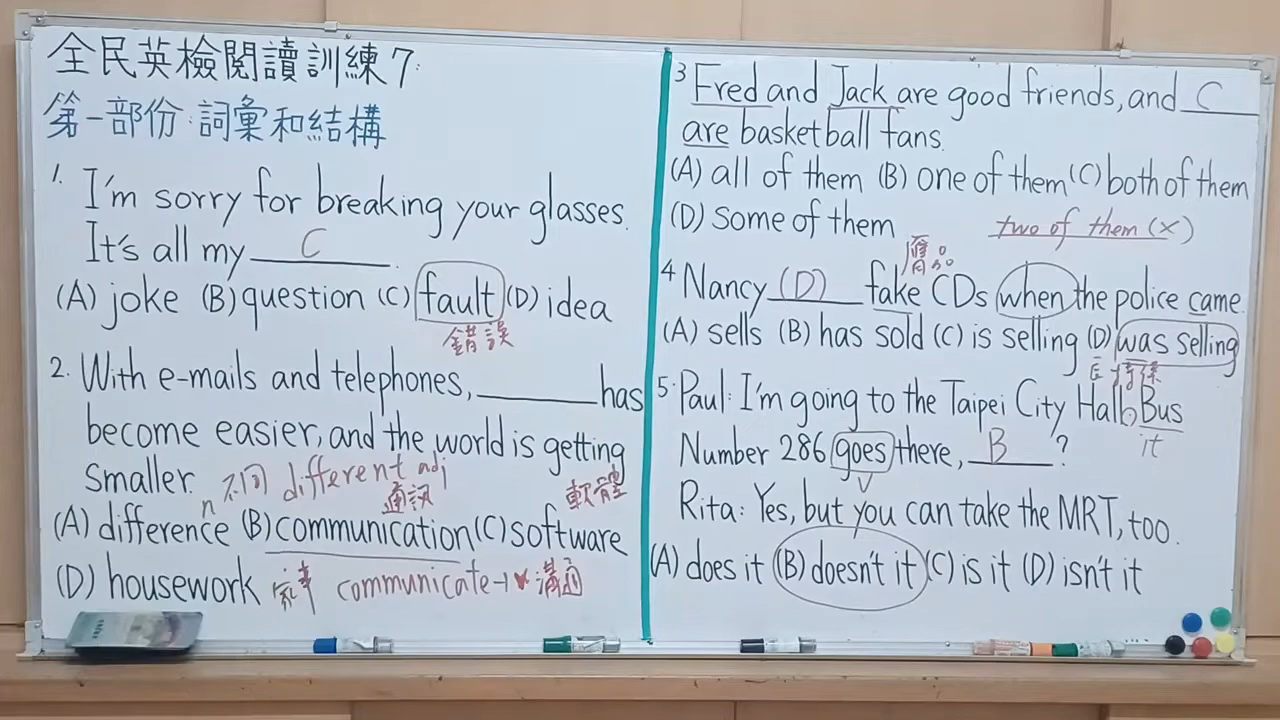 全民英檢閱讀訓練7:
第一部份:詞彙和結構
1. I'm sorry for breaking your glasses.
It's all my C.
(A) joke (B) question (C) fault (D) idea
錯誤
2. With e-mails and telephones, ______ has
become easier, and the world is getting
smaller.
n 不同 different adj
通訊
軟體
(A) difference (B) communication (C) software
(D) housework 家事 communicate → v 溝通
3 Fred and Jack are good friends, and C
are basketball fans.
(A) all of them (B) one of them (C) both of them
(D) some of them
two of them (x)
贗品
4 Nancy (D) fake CDs when the police came.
(A) sells (B) has sold (C) is selling (D) was selling
5. Paul: I'm going to the Taipei City Hall. Bus
it
Number 286 goes there, B ?
Rita: Yes, but you can take the MRT, too.
(A) does it (B) doesn't it (C) is it (D) isn't it